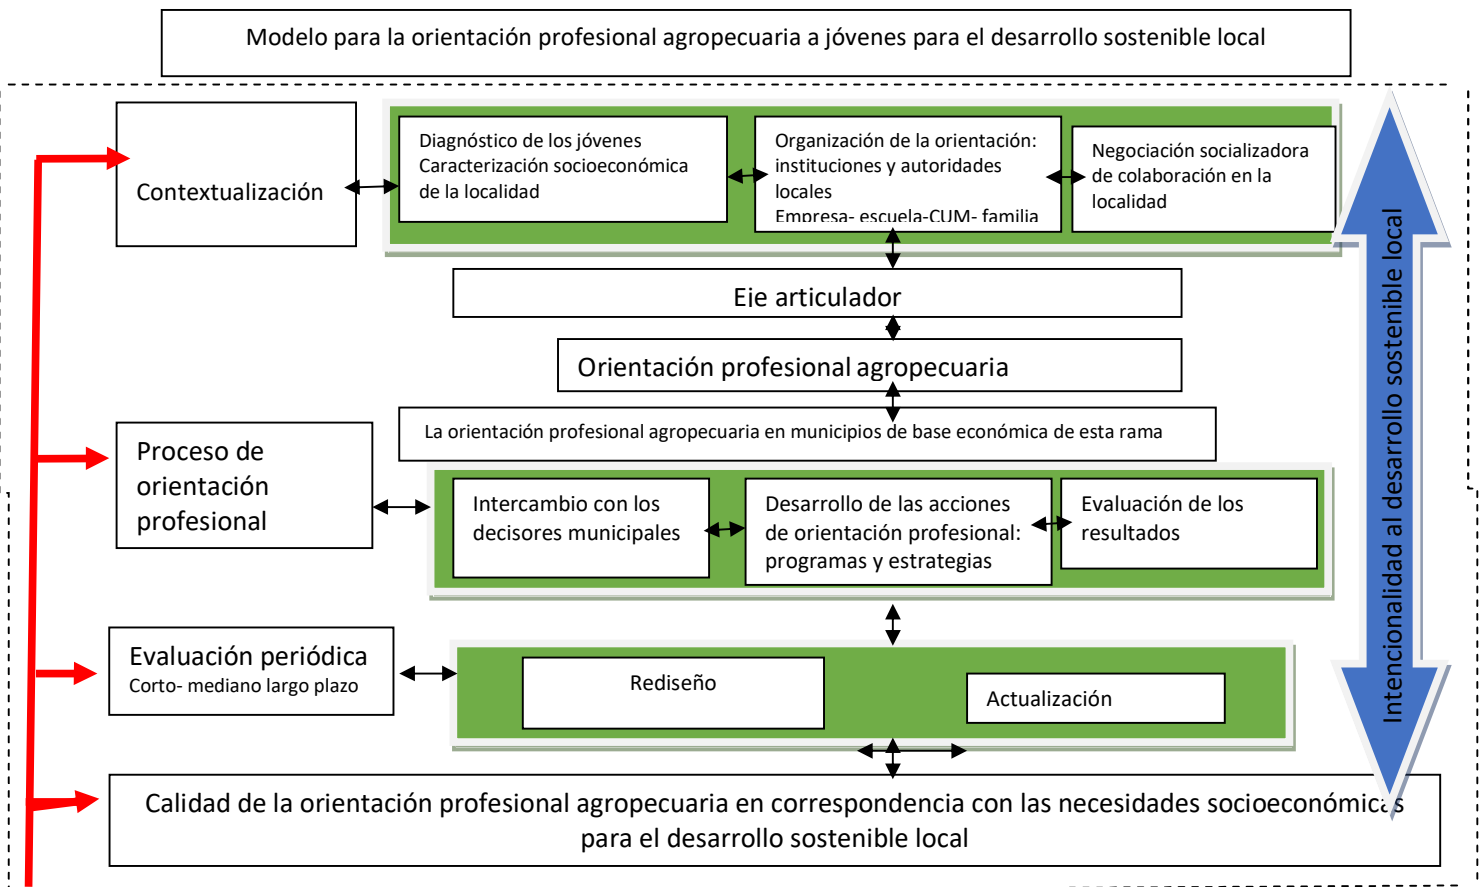 Modelo para la orientación profesional agropecuaria a jóvenes para el desarrollo sostenible local
Contextualización
Diagnóstico de los jóvenes
Caracterización socioeconómica
de la localidad
Organización de la orientación:
instituciones y autoridades
locales
Empresa- escuela-CUM- familia
Negociación socializadora
de colaboración en la
localidad
Eje articulador
Orientación profesional agropecuaria
La orientación profesional agropecuaria en municipios de base económica de esta rama
Proceso de
orientación
profesional
Intercambio con los
decisores municipales
Desarrollo de las acciones
de orientación profesional:
programas y estrategias
Evaluación de los
resultados
Evaluación periódica
Corto- mediano largo plazo
Rediseño
Actualización
Calidad de la orientación profesional agropecuaria en correspondencia con las necesidades socioeconómicas
para el desarrollo sostenible local
Intencionalidad al desarrollo sostenible local